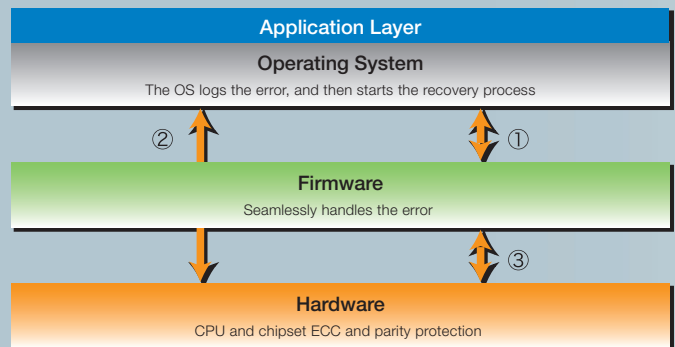 Application Layer
Operating System
The OS logs the error, and then starts the recovery process
② ①
Firmware
Seamlessly handles the error
③
Hardware
CPU and chipset ECC and parity protection